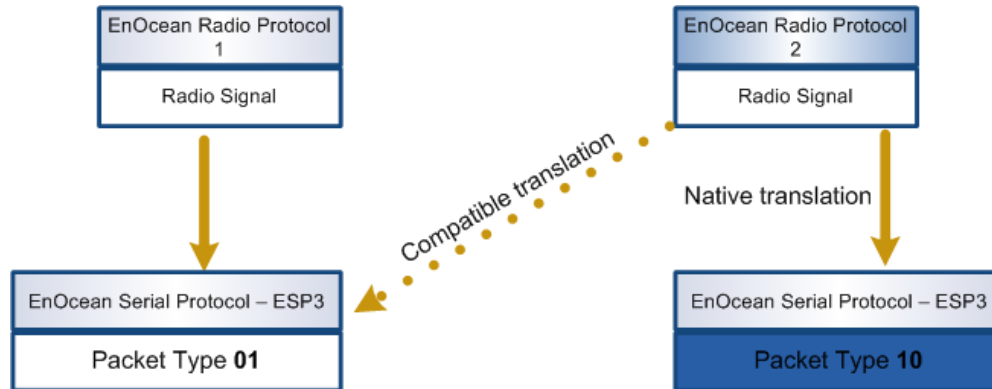 EnOcean Radio Protocol
1
Radio Signal
EnOcean Radio Protocol
2
Radio Signal
Compatible translation
Native translation
EnOcean Serial Protocol – ESP3
Packet Type 01
EnOcean Serial Protocol – ESP3
Packet Type 10